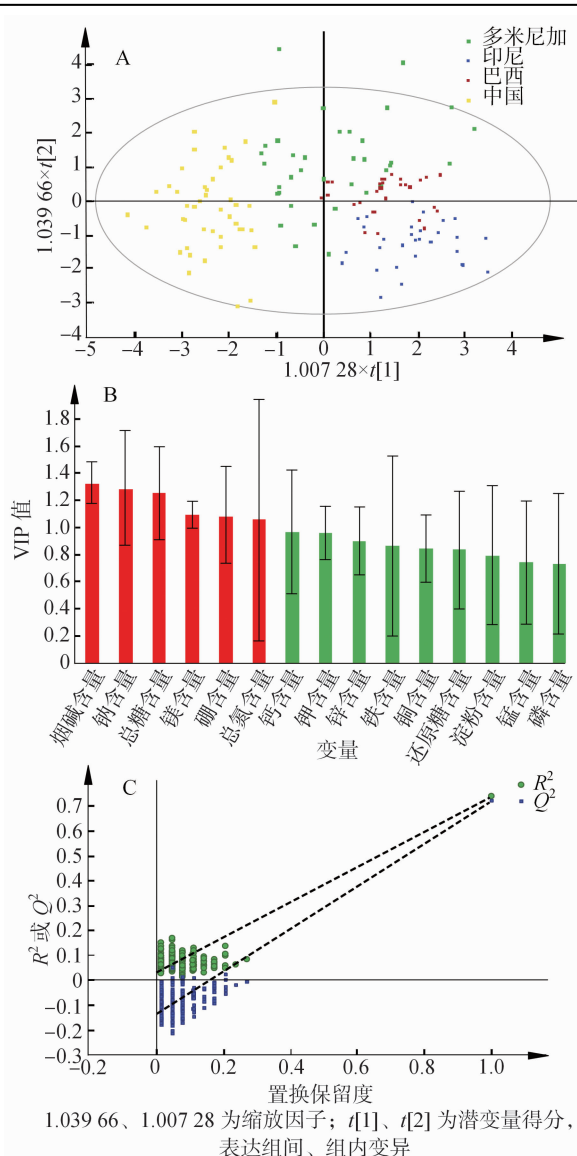 A
多米尼加
印尼
巴西
中国
4
3
2
1
0
−1
−2
−3
−4
1.039 66×t[2]
−5 −4 −3 −2 −1 0 1 2 3 4
1.007 28×t[1]
B
1.8
1.6
1.4
1.2
1.0
0.8
0.6
0.4
0.2
0
VIP 值
烟碱含量
钠含量
总糖含量
镁含量
硼含量
总氮含量
钙含量
钾含量
锌含量
铁含量
铜含量
还原糖含量
淀粉含量
锰含量
磷含量
变量
C
R²
Q²
0.7
0.6
0.5
0.4
0.3
0.2
0.1
0
−0.1
−0.2
−0.3
R² 或 Q²
−0.2 0 0.2 0.4 0.6 0.8 1.0
置换保留度
1.039 66、1.007 28 为缩放因子；t[1]、t[2] 为潜变量得分，
表达组间、组内变异